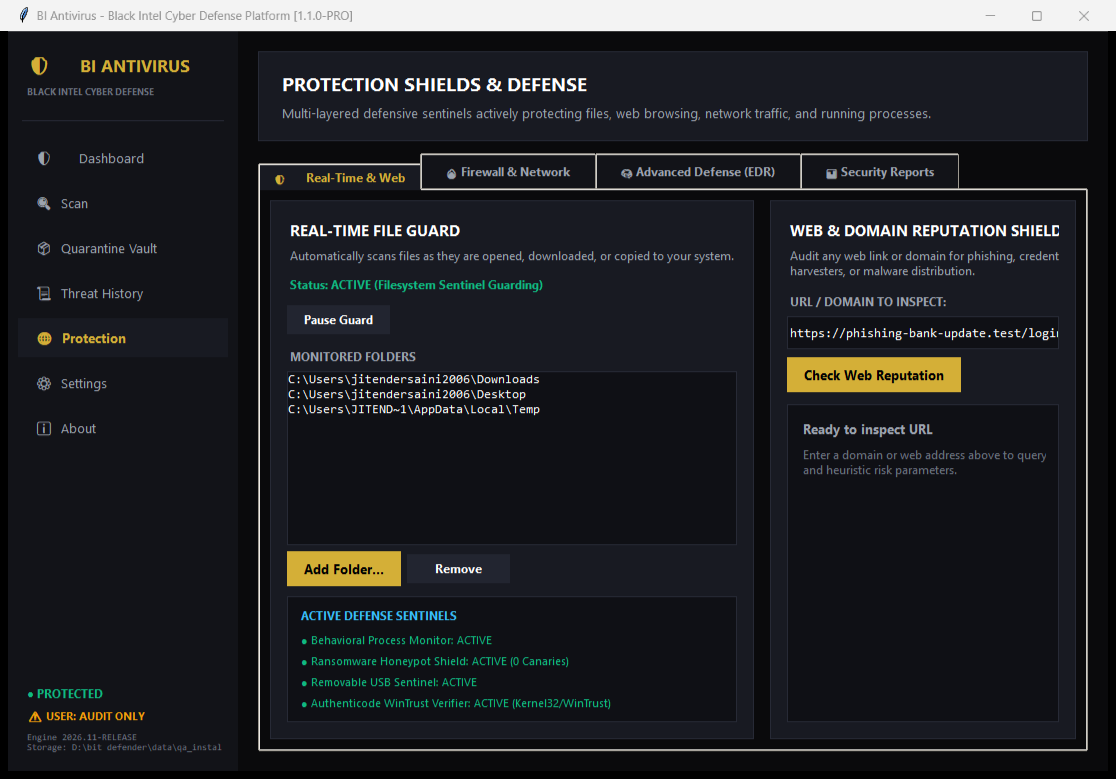 BI Antivirus - Black Intel Cyber Defense Platform [1.1.0-PRO]
BI ANTIVIRUS
BLACK INTEL CYBER DEFENSE
Dashboard
Scan
Quarantine Vault
Threat History
Protection
Settings
About
● PROTECTED
⚠ USER: AUDIT ONLY
Engine 2026.11-RELEASE
Storage: D:\bit defender\data\qa_instal
PROTECTION SHIELDS & DEFENSE
Multi-layered defensive sentinels actively protecting files, web browsing, network traffic, and running processes.
Real-Time & Web
Firewall & Network
Advanced Defense (EDR)
Security Reports
REAL-TIME FILE GUARD
Automatically scans files as they are opened, downloaded, or copied to your system.
Status: ACTIVE (Filesystem Sentinel Guarding)
Pause Guard
MONITORED FOLDERS
C:\Users\jitendersaini2006\Downloads
C:\Users\jitendersaini2006\Desktop
C:\Users\JITEND~1\AppData\Local\Temp
Add Folder...
Remove
ACTIVE DEFENSE SENTINELS
● Behavioral Process Monitor: ACTIVE
● Ransomware Honeypot Shield: ACTIVE (0 Canaries)
● Removable USB Sentinel: ACTIVE
● Authenticode WinTrust Verifier: ACTIVE (Kernel32/WinTrust)
WEB & DOMAIN REPUTATION SHIELD
Audit any web link or domain for phishing, credent
harvesters, or malware distribution.
URL / DOMAIN TO INSPECT:
https://phishing-bank-update.test/login
Check Web Reputation
Ready to inspect URL
Enter a domain or web address above to query
and heuristic risk parameters.